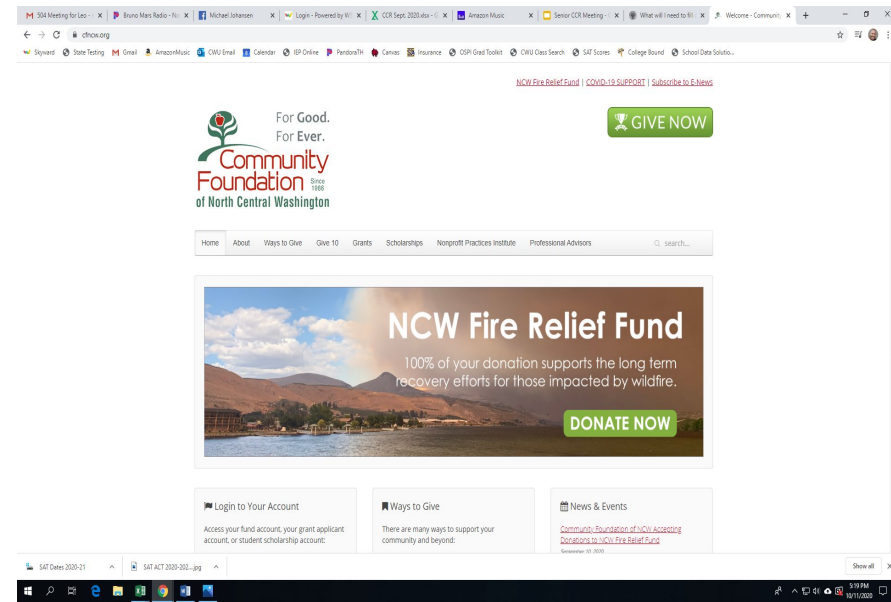 504 Meeting for Leo -
Bruno Mars Radio - No
Michael Johansen
Login - Powered by
CCR Sept. 2020.xlsx -
Amazon Music
Senior CCR Meeting -
What will I need to fill
Welcome - Community
cfncw.org
Skyward
State Testing
Gmail
AmazonMusic
CWU Email
Calendar
IEP Online
PandoraTH
Canvas
Insurance
OSPI Grad Toolkit
CWU Class Search
SAT Scores
College Bound
School Data Solutio...
NCW Fire Relief Fund | COVID-19 SUPPORT | Subscribe to E-News
For Good.
For Ever.
Community
Foundation
Since
1986
of North Central Washington
GIVE NOW
Home About Ways to Give Give 10 Grants Scholarships Nonprofit Practices Institute Professional Advisors search...
NCW Fire Relief Fund
100% of your donation supports the long term
recovery efforts for those impacted by wildfire.
DONATE NOW
Login to Your Account
Access your fund account, your grant applicant
account, or student scholarship account:
Ways to Give
There are many ways to support your
community and beyond:
News & Events
Community Foundation of NCW Accepting
Donations to NCW Fire Relief Fund
September 10, 2020
SAT Dates 2020-21
SAT ACT 2020-202....jpg
Show all
5:19 PM
10/11/2020